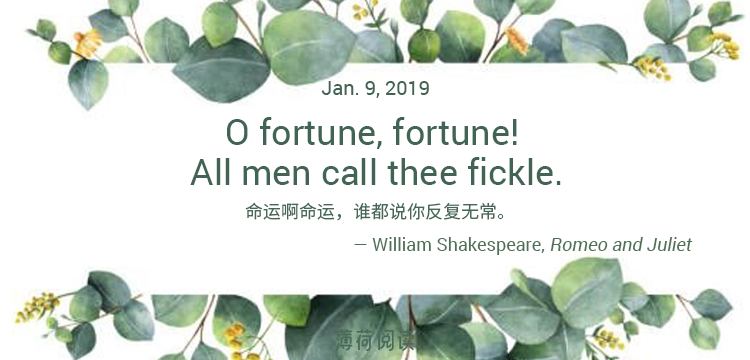 Jan. 9, 2019
O fortune, fortune!
All men call thee fickle.
命运啊命运，谁都说你反复无常。
— William Shakespeare, Romeo and Juliet
薄荷阅读